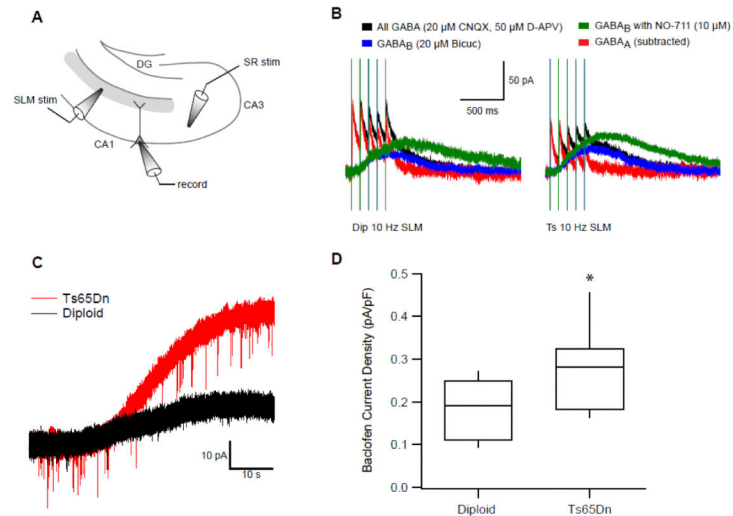 A
DG
SR stim
SLM stim
CA3
CA1
record
B
All GABA (20 µM CNQX, 50 µM D-APV)
GABAB (20 µM Bicuc)
GABAB with NO-711 (10 µM)
GABAA (subtracted)
50 pA
500 ms
Dip 10 Hz SLM
Ts 10 Hz SLM
C
Ts65Dn
Diploid
10 pA
10 s
D
Baclofen Current Density (pA/pF)
0.5
0.4
0.3
0.2
0.1
0.0
*
Diploid
Ts65Dn